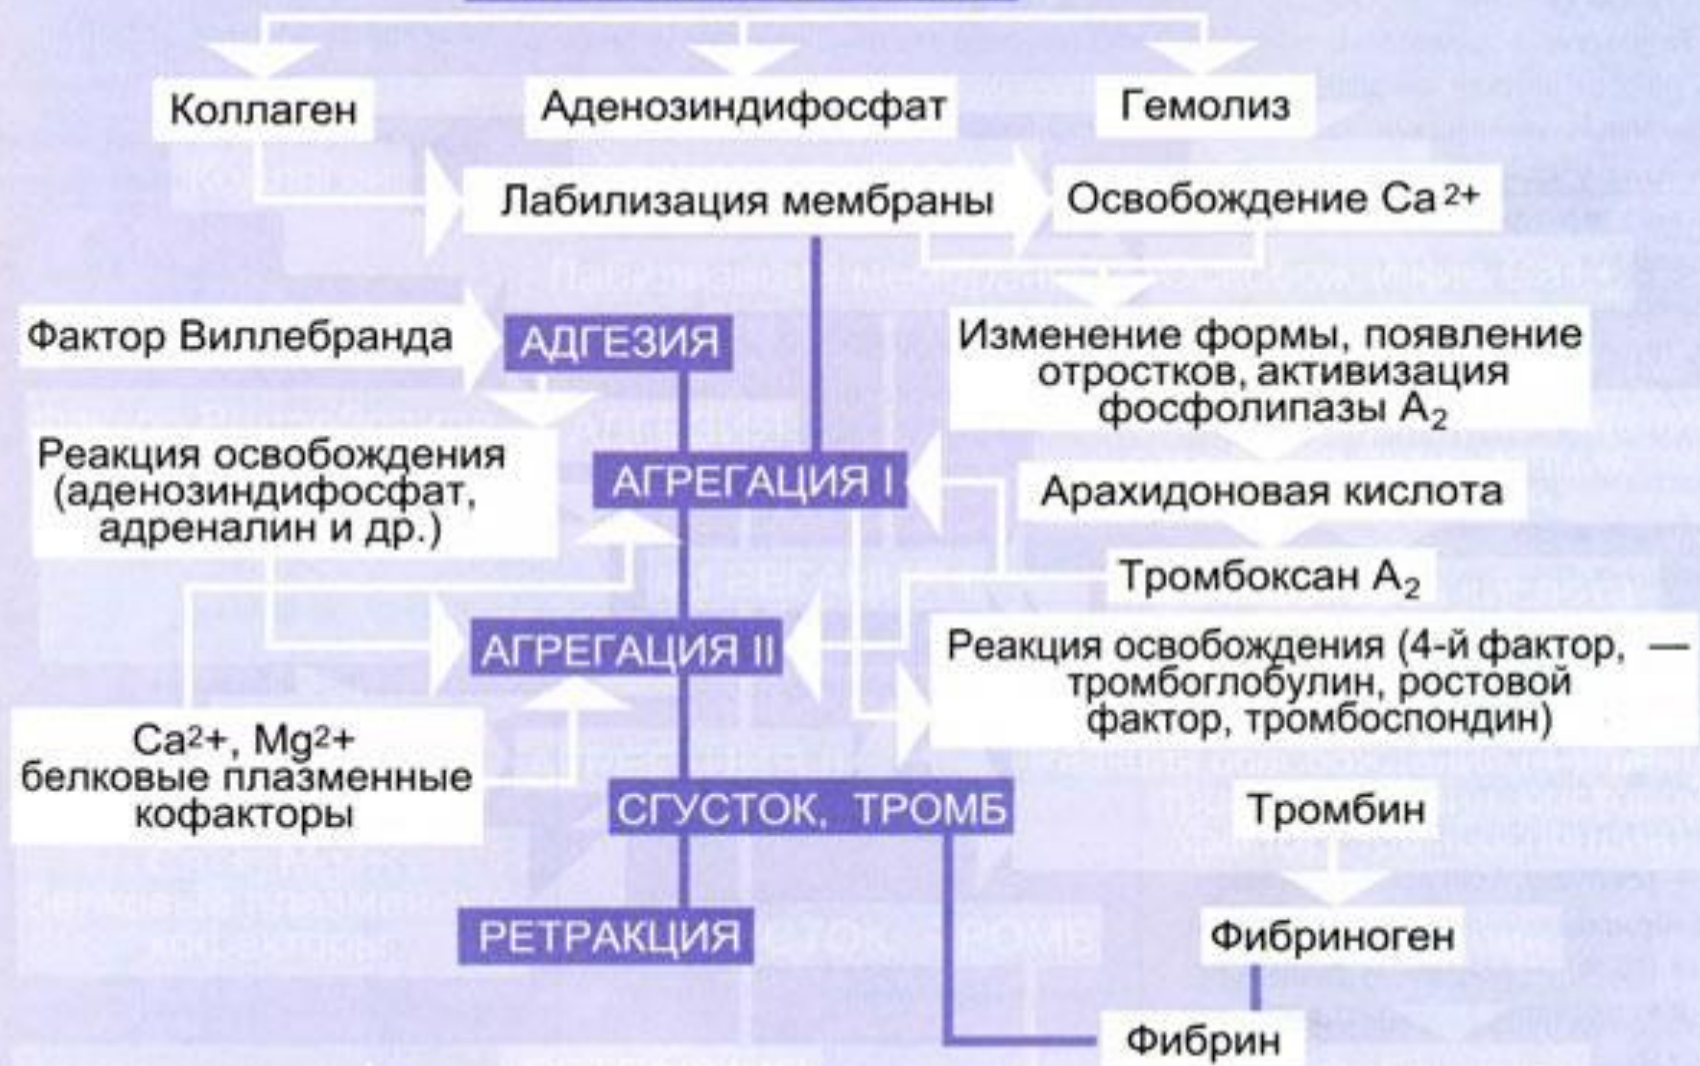 Коллаген
Аденозиндифосфат
Гемолиз
Лабилизация мембраны
Освобождение Ca 2+
Фактор Виллебранда
АДГЕЗИЯ
Изменение формы, появление
отростков, активизация
фосфолипазы A2
Реакция освобождения
(аденозиндифосфат,
адреналин и др.)
АГРЕГАЦИЯ I
Арахидоновая кислота
Тромбоксан A2
АГРЕГАЦИЯ II
Реакция освобождения (4-й фактор, —
тромбоглобулин, ростовой
фактор, тромбоспондин)
Ca2+, Mg2+
белковые плазменные
кофакторы
СГУСТОК, ТРОМБ
Тромбин
РЕТРАКЦИЯ
Фибриноген
Фибрин